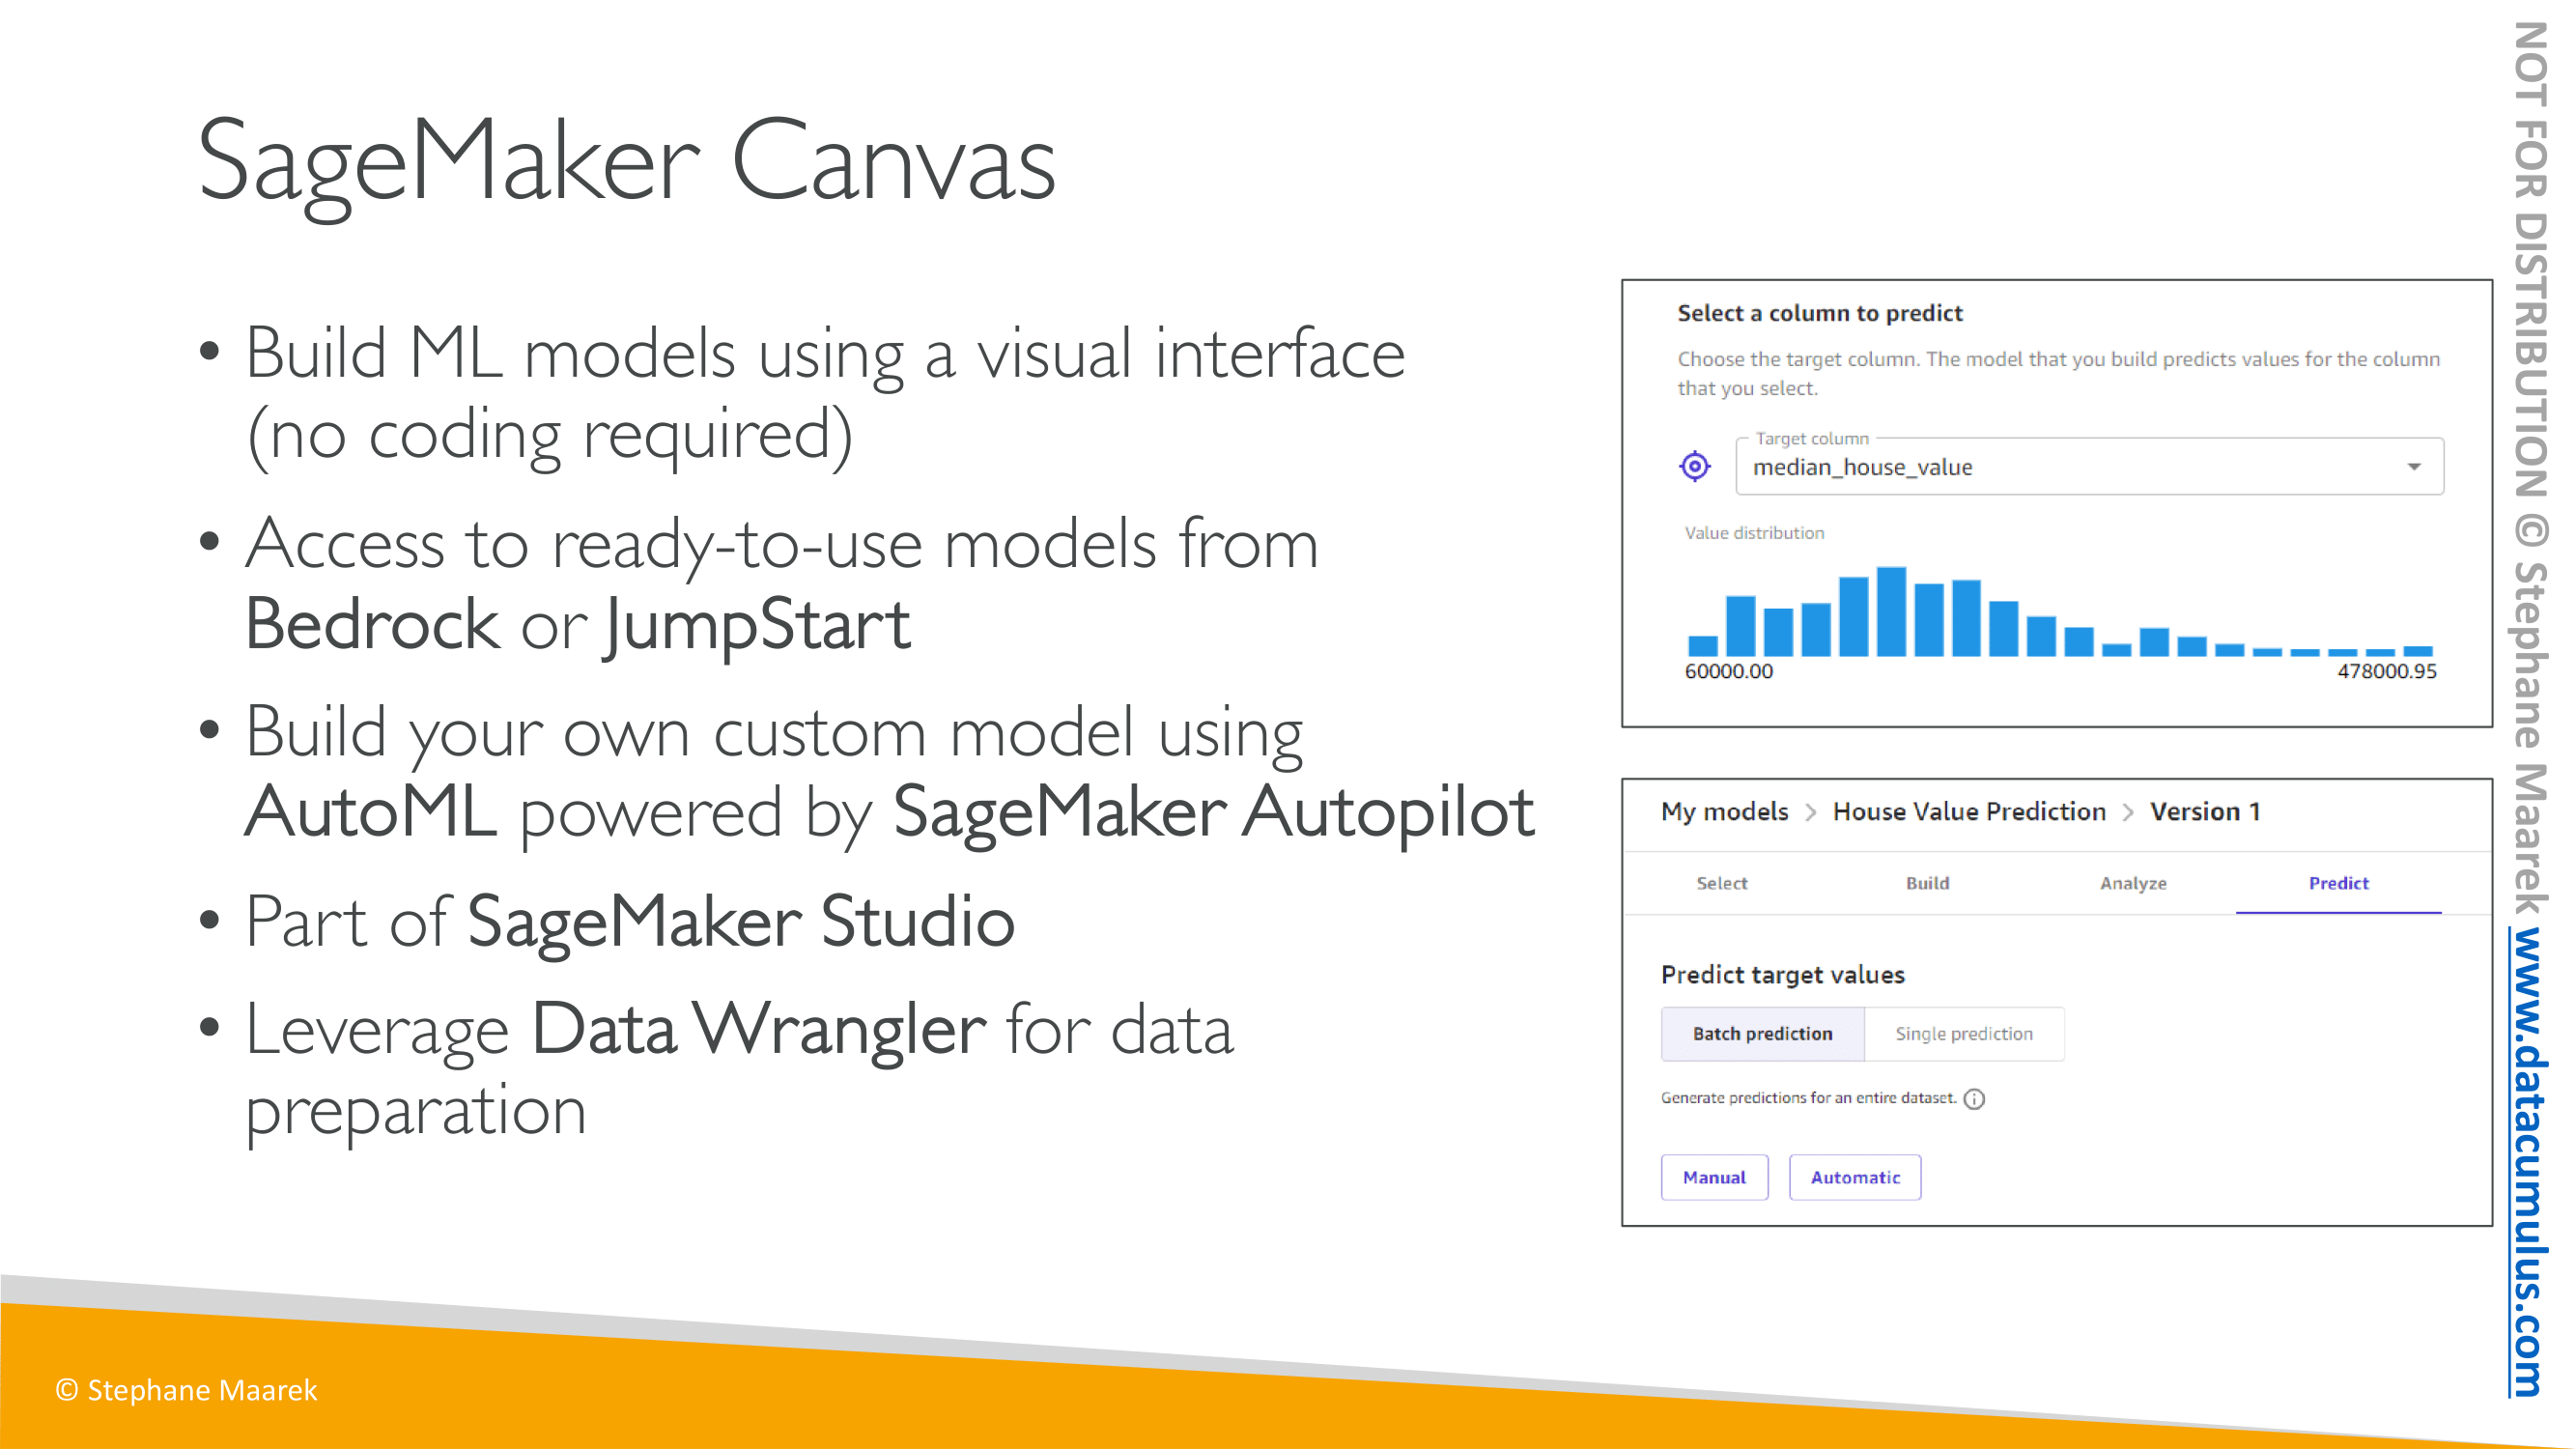 SageMaker Canvas
• Build ML models using a visual interface
(no coding required)
• Access to ready-to-use models from
Bedrock or JumpStart
• Build your own custom model using
AutoML powered by SageMaker Autopilot
• Part of SageMaker Studio
• Leverage Data Wrangler for data
preparation
Select a column to predict
Choose the target column. The model that you build predicts values for the column
that you select.
Target column
median_house_value
Value distribution
60000.00 478000.95
My models > House Value Prediction > Version 1
Select Build Analyze Predict
Predict target values
Batch prediction Single prediction
Generate predictions for an entire dataset.
Manual Automatic
© Stephane Maarek
NOT FOR DISTRIBUTION © Stephane Maarek www.datacumulus.com